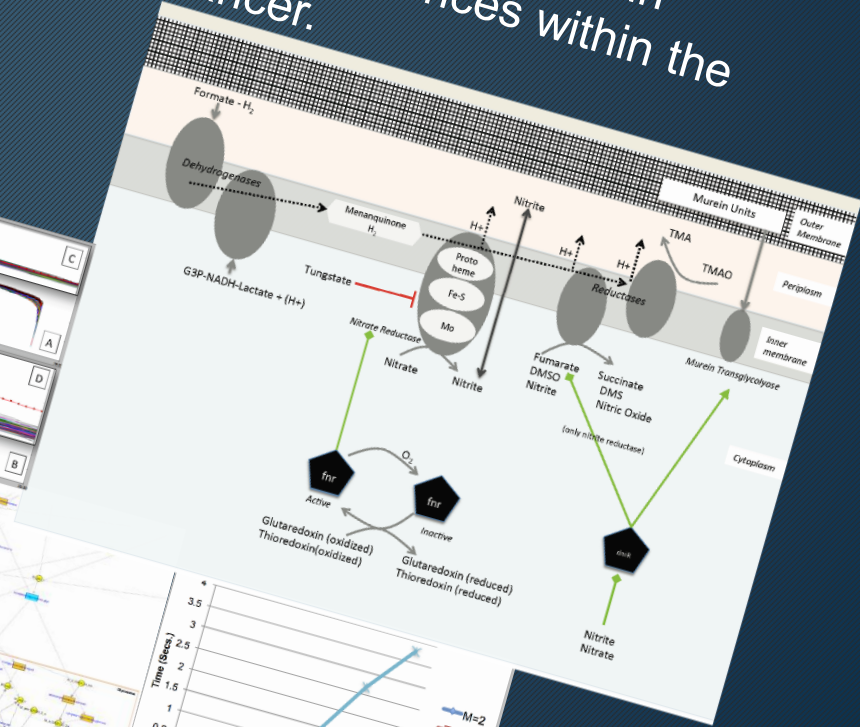 ancer.
within the
Formate - H2
Dehydrogenases
Menanquinone
H2
G3P-NADH-Lactate + (H+)
Tungstate
H+
Nitrite
Proto
heme
Fe-S
Mo
Nitrate Reductase
Nitrate
Nitrite
H+
H+
Reductases
TMA
TMAO
Murein Units
Outer
Membrane
Periplasm
Inner
membrane
Murein Transglycolyase
Fumarate
DMSO
Nitrite
Succinate
DMS
Nitric Oxide
(only nitrite reductase)
Cytoplasm
fnr
Active
O2
fnr
Inactive
Glutaredoxin (oxidized)
Thioredoxin(oxidized)
Glutaredoxin (reduced)
Thioredoxin (reduced)
Nitrite
Nitrate
C
A
D
B
4
3.5
3
2.5
2
1.5
1
Time (Secs.)
M=2